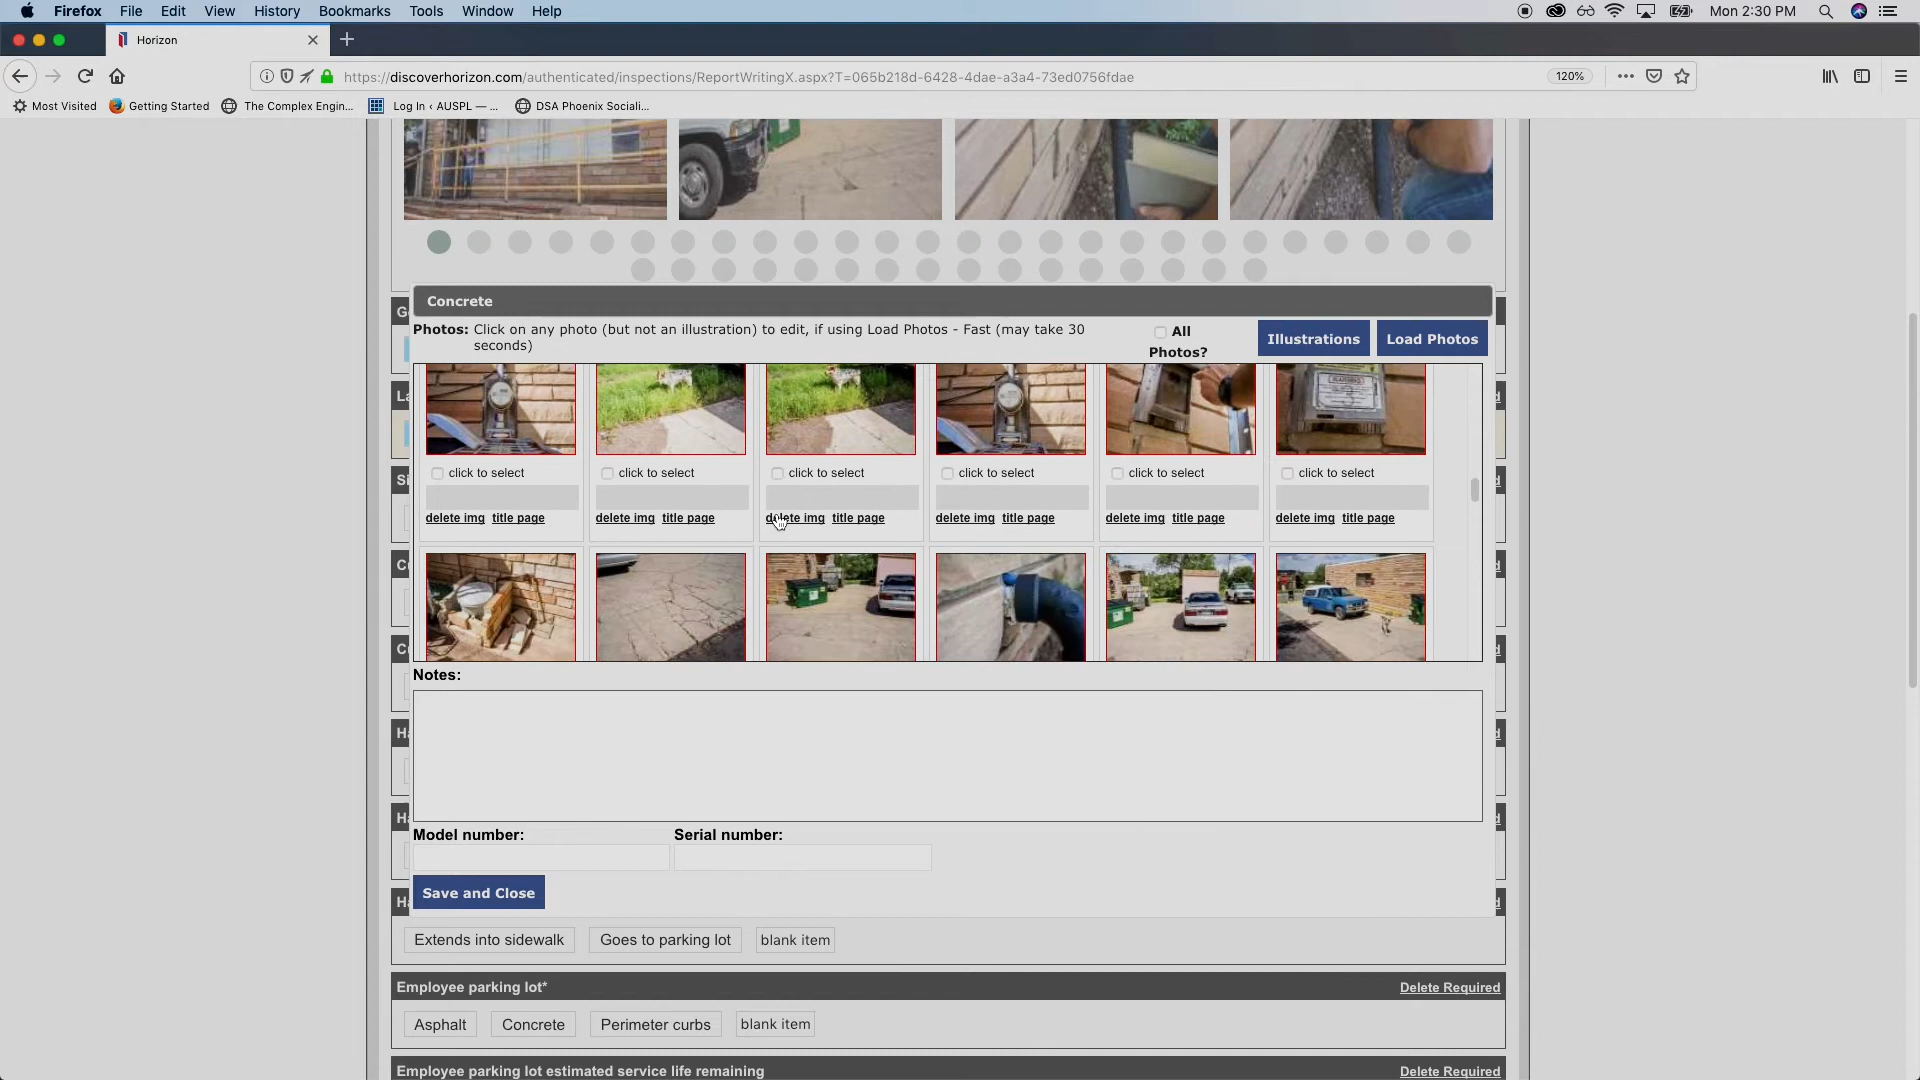 Firefox File Edit View History Bookmarks Tools Window Help Mon 2:30 PM
Horizon
https://discoverhorizon.com/authenticated/inspections/ReportWritingX.aspx?T=065b218d-6428-4dae-a3a4-73ed0756fdae 120%
Most Visited Getting Started The Complex Engin... Log In ‹ AUSPL — ... DSA Phoenix Sociali...
Concrete
Photos: Click on any photo (but not an illustration) to edit, if using Load Photos - Fast (may take 30
seconds)
All
Photos?
Illustrations Load Photos
click to select click to select click to select click to select click to select click to select
delete img title page delete img title page delete img title page delete img title page delete img title page delete img title page
Notes:
Model number: Serial number:
Save and Close
Extends into sidewalk Goes to parking lot blank item
Employee parking lot* Delete Required
Asphalt Concrete Perimeter curbs blank item
Employee parking lot estimated service life remaining Delete Required